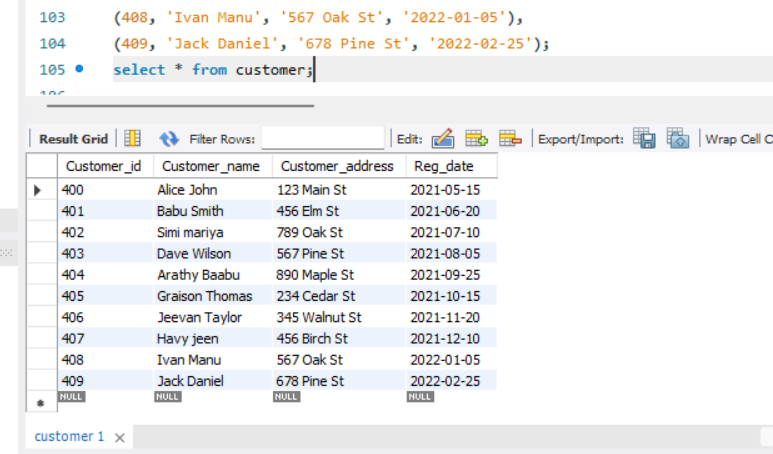 103 (408, 'Ivan Manu', '567 Oak St', '2022-01-05'),
104 (409, 'Jack Daniel', '678 Pine St', '2022-02-25');
105 select * from customer;
Result Grid Filter Rows: Edit: Export/Import: Wrap Cell C
Customer_id Customer_name Customer_address Reg_date
400 Alice John 123 Main St 2021-05-15
401 Babu Smith 456 Elm St 2021-06-20
402 Simi mariya 789 Oak St 2021-07-10
403 Dave Wilson 567 Pine St 2021-08-05
404 Arathy Baabu 890 Maple St 2021-09-25
405 Graison Thomas 234 Cedar St 2021-10-15
406 Jeevan Taylor 345 Walnut St 2021-11-20
407 Havy jeen 456 Birch St 2021-12-10
408 Ivan Manu 567 Oak St 2022-01-05
409 Jack Daniel 678 Pine St 2022-02-25
NULL NULL NULL NULL
customer 1